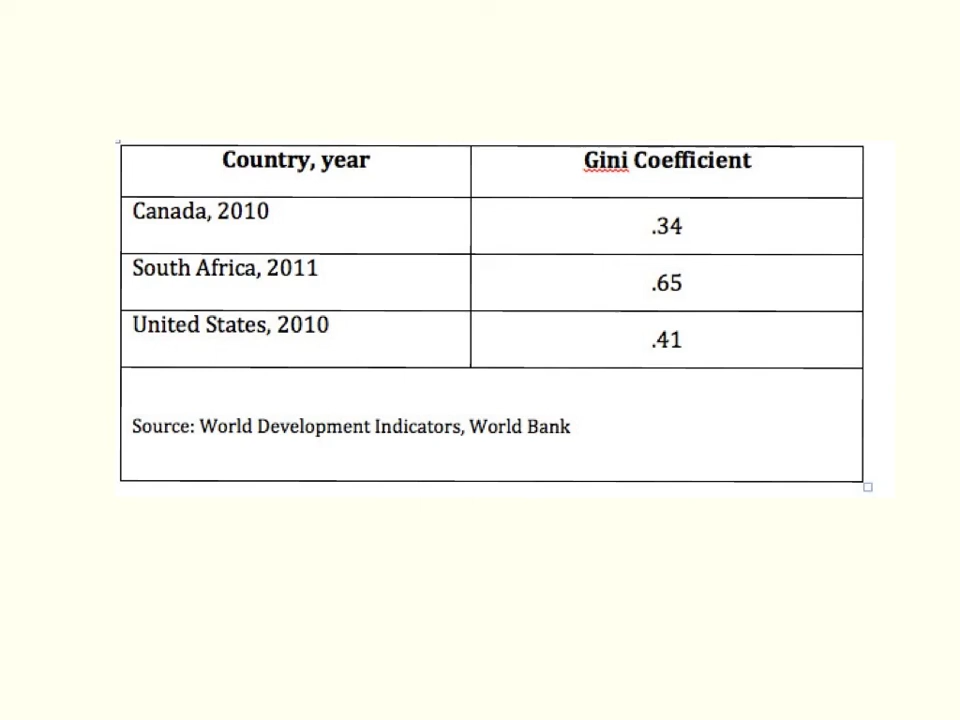 Country, year
Gini Coefficient
Canada, 2010
.34
South Africa, 2011
.65
United States, 2010
.41
Source: World Development Indicators, World Bank